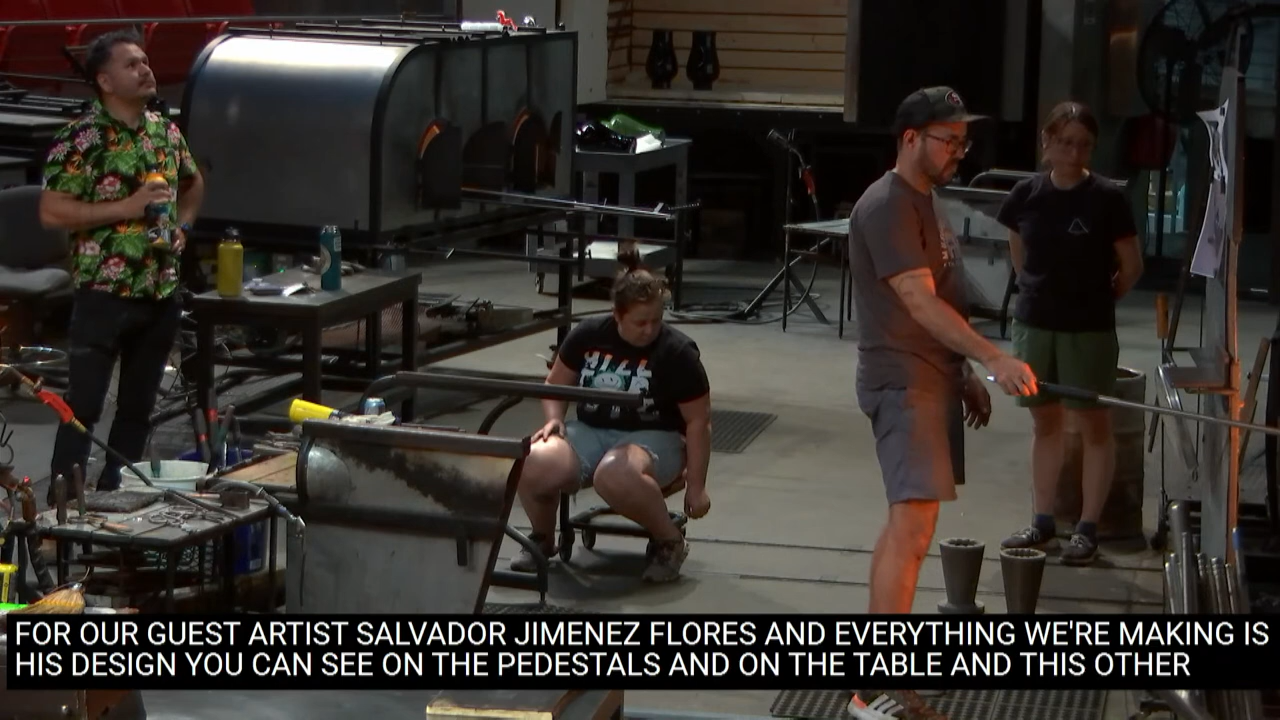 FOR OUR GUEST ARTIST SALVADOR JIMENEZ FLORES AND EVERYTHING WE'RE MAKING IS
HIS DESIGN YOU CAN SEE ON THE PEDESTALS AND ON THE TABLE AND THIS OTHER